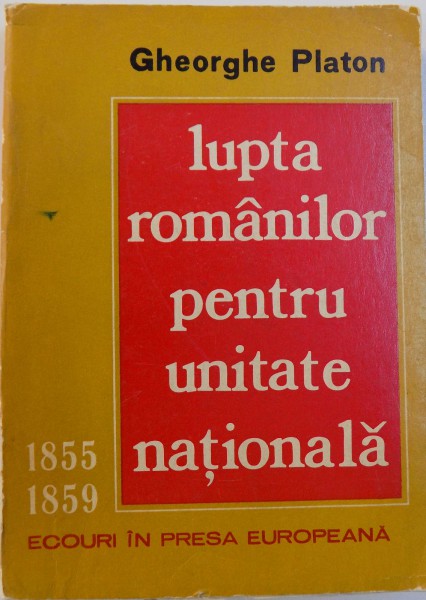 Gheorghe Platon
lupta
românilor
pentru
unitate
națională
1855
1859
ECOURI ÎN PRESA EUROPEANĂ